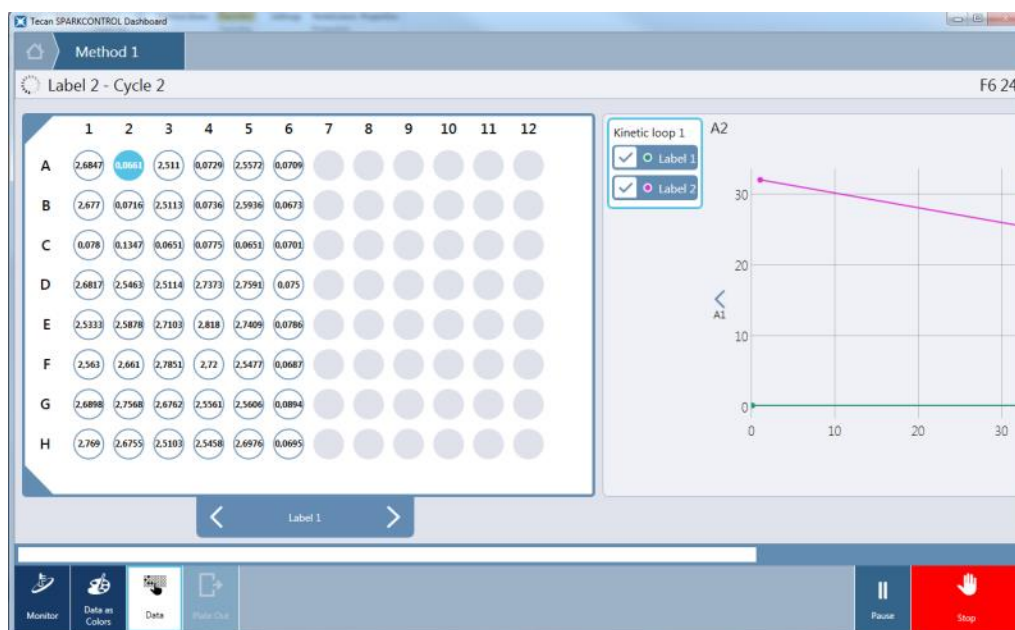 Tecan SPARKCONTROL Dashboard
Method 1
Label 2 - Cycle 2
F6 24
1 2 3 4 5 6 7 8 9 10 11 12
A 2,6847 0,0661 2,511 0,0729 2,5572 0,0709
B 2,677 0,0716 2,5113 0,0736 2,5936 0,0673
C 0,078 0,1347 0,0651 0,0775 0,0651 0,0701
D 2,6817 2,5463 2,5114 2,7373 2,7591 0,075
E 2,5333 2,5878 2,7103 2,818 2,7409 0,0786
F 2,563 2,661 2,7851 2,72 2,5477 0,0687
G 2,6898 2,7568 2,6762 2,5561 2,5606 0,0894
H 2,769 2,6755 2,5103 2,5458 2,6976 0,0695
Label 1
Kinetic loop 1
Label 1
Label 2
A2
30
20
10
0
A1
0 10 20 30
Monitor
Data as
Colors
Data
Plate Out
Pause
Stop